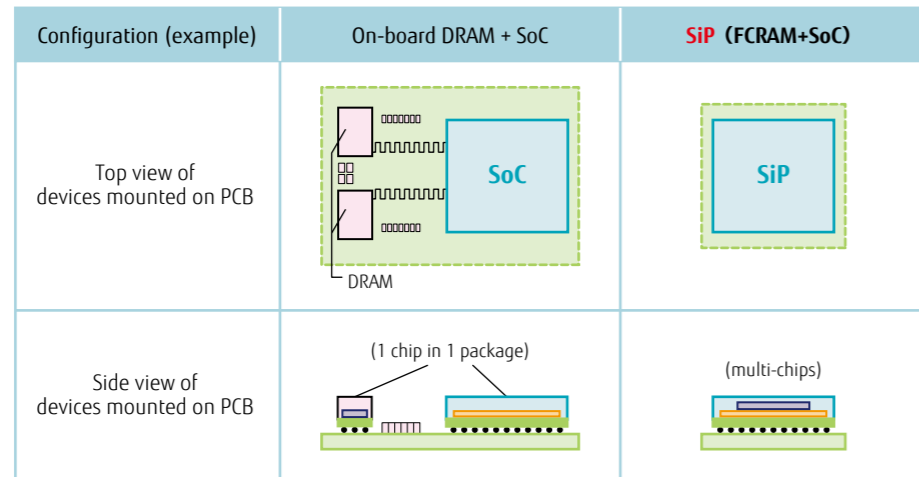 Configuration (example)
On-board DRAM + SoC
SiP (FCRAM+SoC)
Top view of
devices mounted on PCB
SoC
DRAM
SiP
Side view of
devices mounted on PCB
(1 chip in 1 package)
(multi-chips)